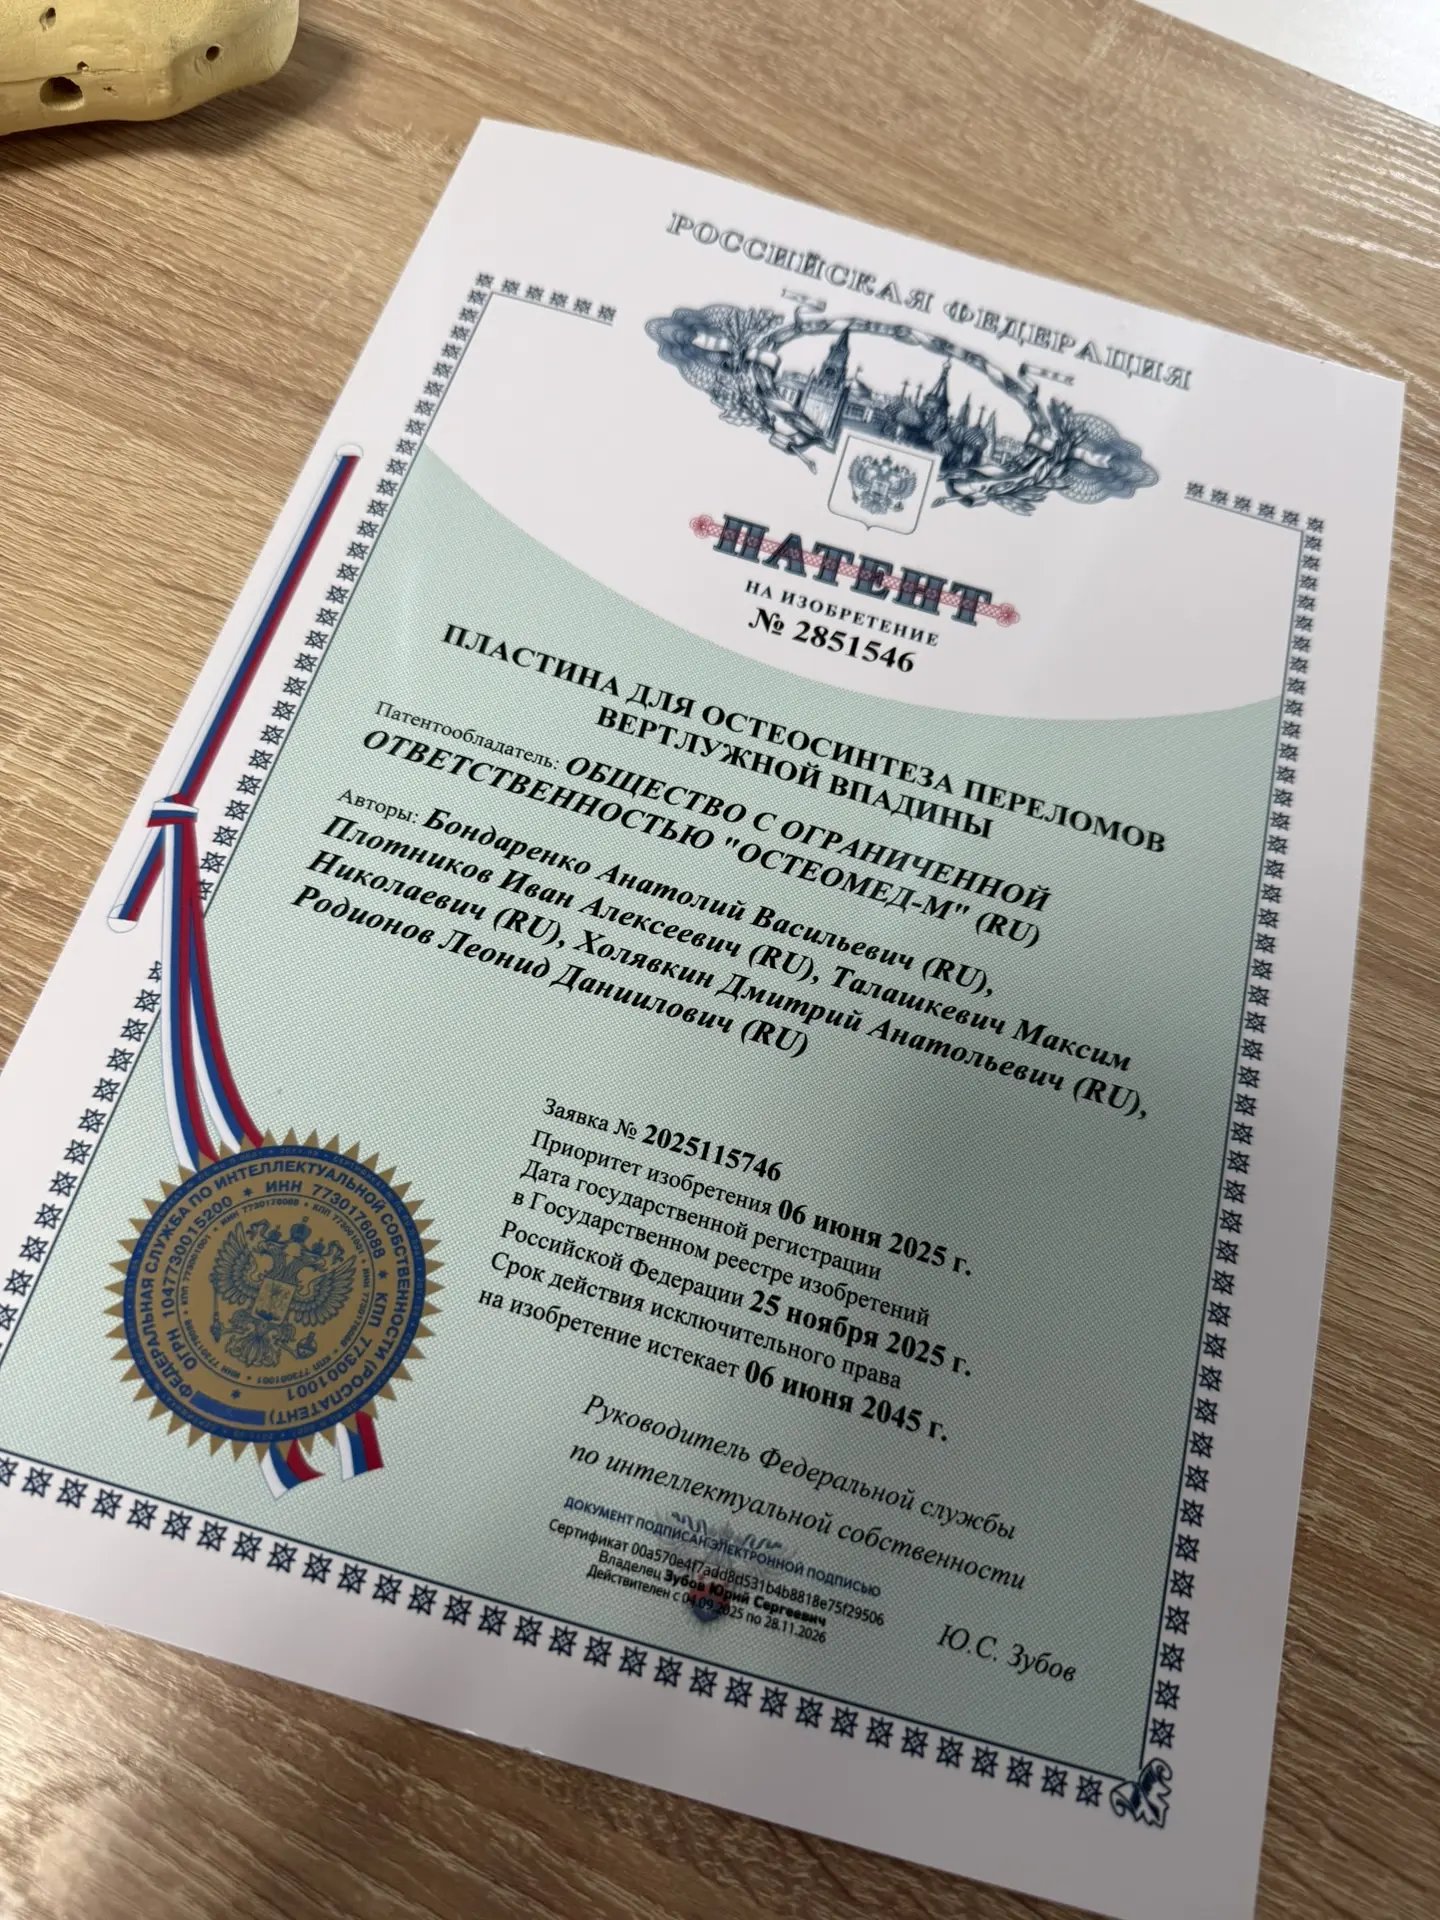 РОССИЙСКАЯ ФЕДЕРАЦИЯ
ПАТЕНТ
НА ИЗОБРЕТЕНИЕ
№ 2851546
ПЛАСТИНА ДЛЯ ОСТЕОСИНТЕЗА ПЕРЕЛОМОВ
ВЕРТЛУЖНОЙ ВПАДИНЫ
Патентообладатель: ОБЩЕСТВО С ОГРАНИЧЕННОЙ
ОТВЕТСТВЕННОСТЬЮ "ОСТЕОМЕД-М" (RU)
Авторы: Бондаренко Анатолий Васильевич (RU),
Плотников Иван Алексеевич (RU), Талашкевич Максим
Николаевич (RU), Холявкин Дмитрий Анатольевич (RU),
Родионов Леонид Даниилович (RU)
Заявка № 2025115746
Приоритет изобретения 06 июня 2025 г.
Дата государственной регистрации
в Государственном реестре изобретений
Российской Федерации 25 ноября 2025 г.
Срок действия исключительного права
на изобретение истекает 06 июня 2045 г.
ФЕДЕРАЛЬНАЯ СЛУЖБА ПО ИНТЕЛЛЕКТУАЛЬНОЙ СОБСТВЕННОСТИ (РОСПАТЕНТ)
ОГРН 1047730015200 * ИНН 7730176088 * КПП 773001001 *
Руководитель Федеральной службы
по интеллектуальной собственности
ДОКУМЕНТ ПОДПИСАН ЭЛЕКТРОННОЙ ПОДПИСЬЮ
Сертификат 00a570e4f7add8d531b4b8818e75f29506
Владелец Зубов Юрий Сергеевич
Действителен с 04.09.2025 по 28.11.2026
Ю.С. Зубов